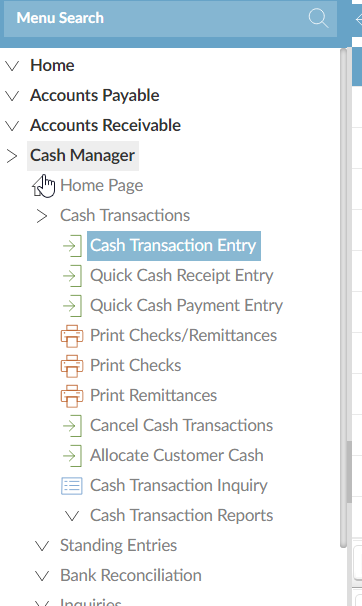 Menu Search
Home
Accounts Payable
Accounts Receivable
Cash Manager
Home Page
Cash Transactions
Cash Transaction Entry
Quick Cash Receipt Entry
Quick Cash Payment Entry
Print Checks/Remittances
Print Checks
Print Remittances
Cancel Cash Transactions
Allocate Customer Cash
Cash Transaction Inquiry
Cash Transaction Reports
Standing Entries
Bank Reconciliation
Inquiries